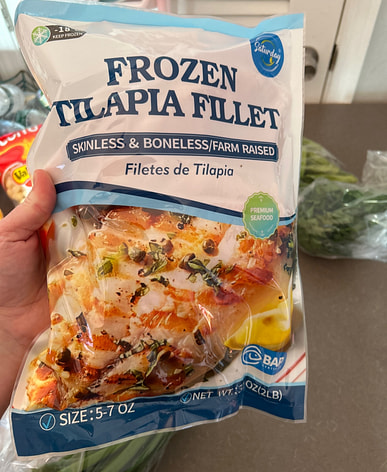 -18
KEEP FROZEN
Saturday
FROZEN
TILAPIA FILLET
SKINLESS & BONELESS/FARM RAISED
Filetes de Tilapia
PREMIUM
SEAFOOD
BAP
SIZE: 5-7 OZ
NET OZ(2LB)